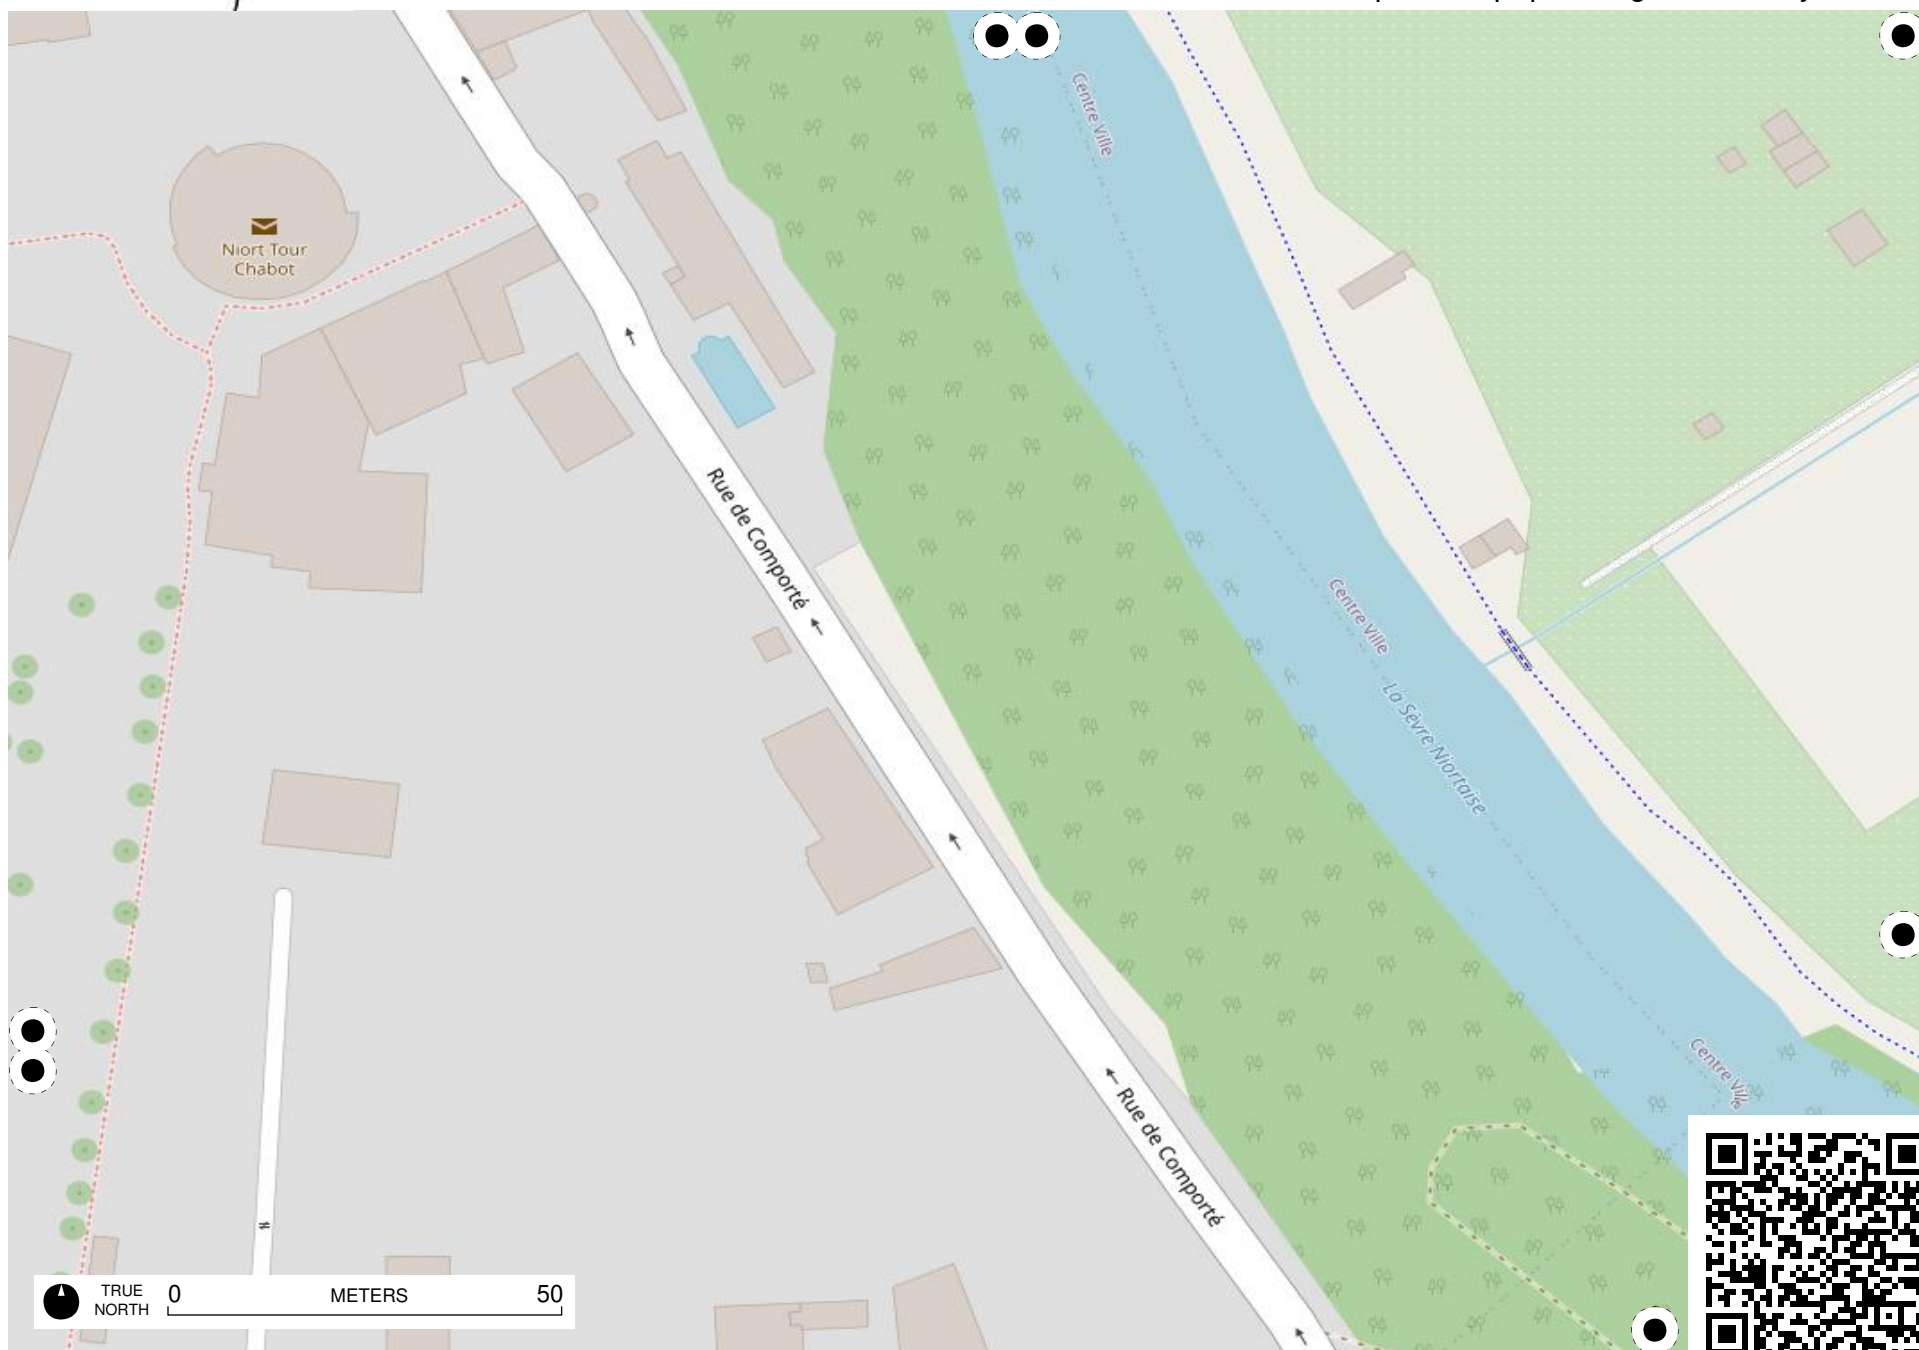 Centre Ville
Niort Tour
Chabot
Rue de Comporté
Centre Ville
La Sèvre Niortaise
Centre Ville
Rue de Comporté
TRUE
NORTH
0
METERS
50